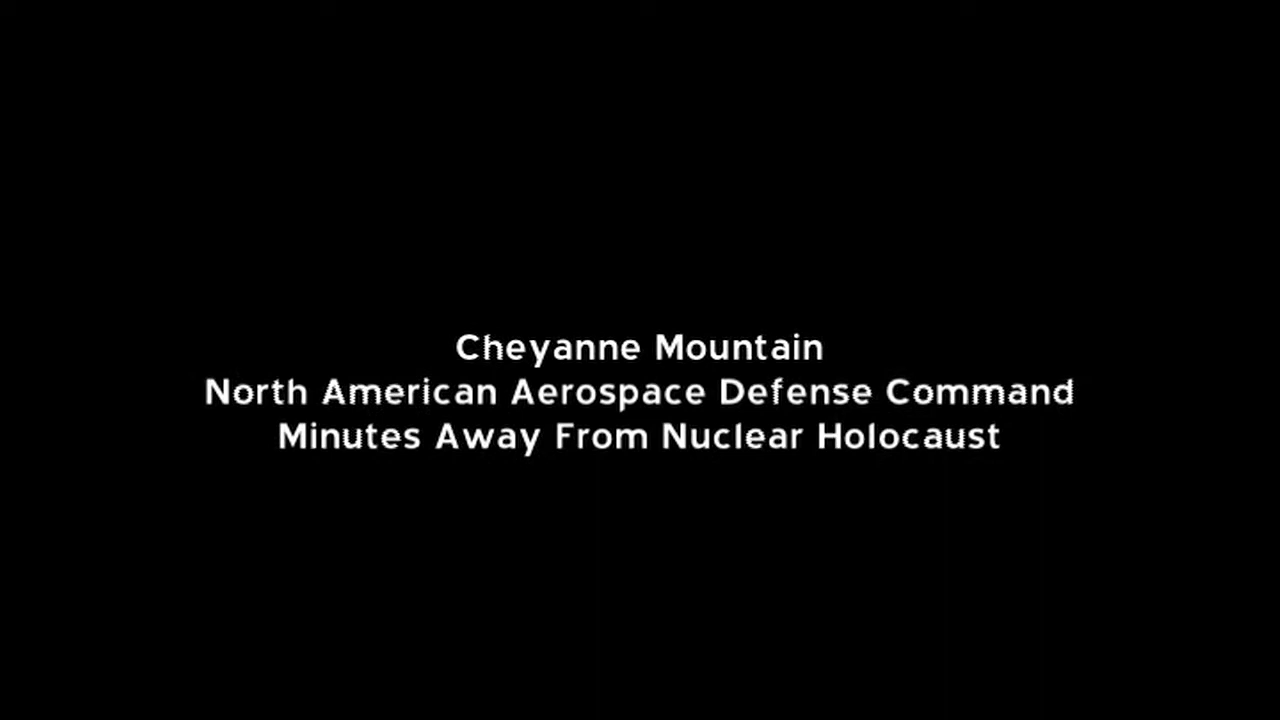 Cheyanne Mountain
North American Aerospace Defense Command
Minutes Away From Nuclear Holocaust